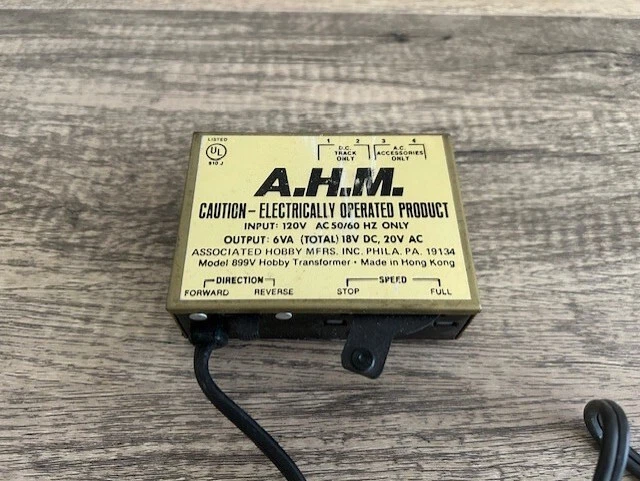 LISTED
UL
910 J
1 2 3 4
D.C. TRACK ONLY
A.C. ACCESSORIES ONLY
A.H.M.
CAUTION – ELECTRICALLY OPERATED PRODUCT
INPUT: 120V AC 50/60 HZ ONLY
OUTPUT: 6VA (TOTAL) 18V DC, 20V AC
ASSOCIATED HOBBY MFRS, INC. PHILA. PA. 19134
Model 899V Hobby Transformer • Made in Hong Kong
DIRECTION SPEED
FORWARD REVERSE STOP FULL